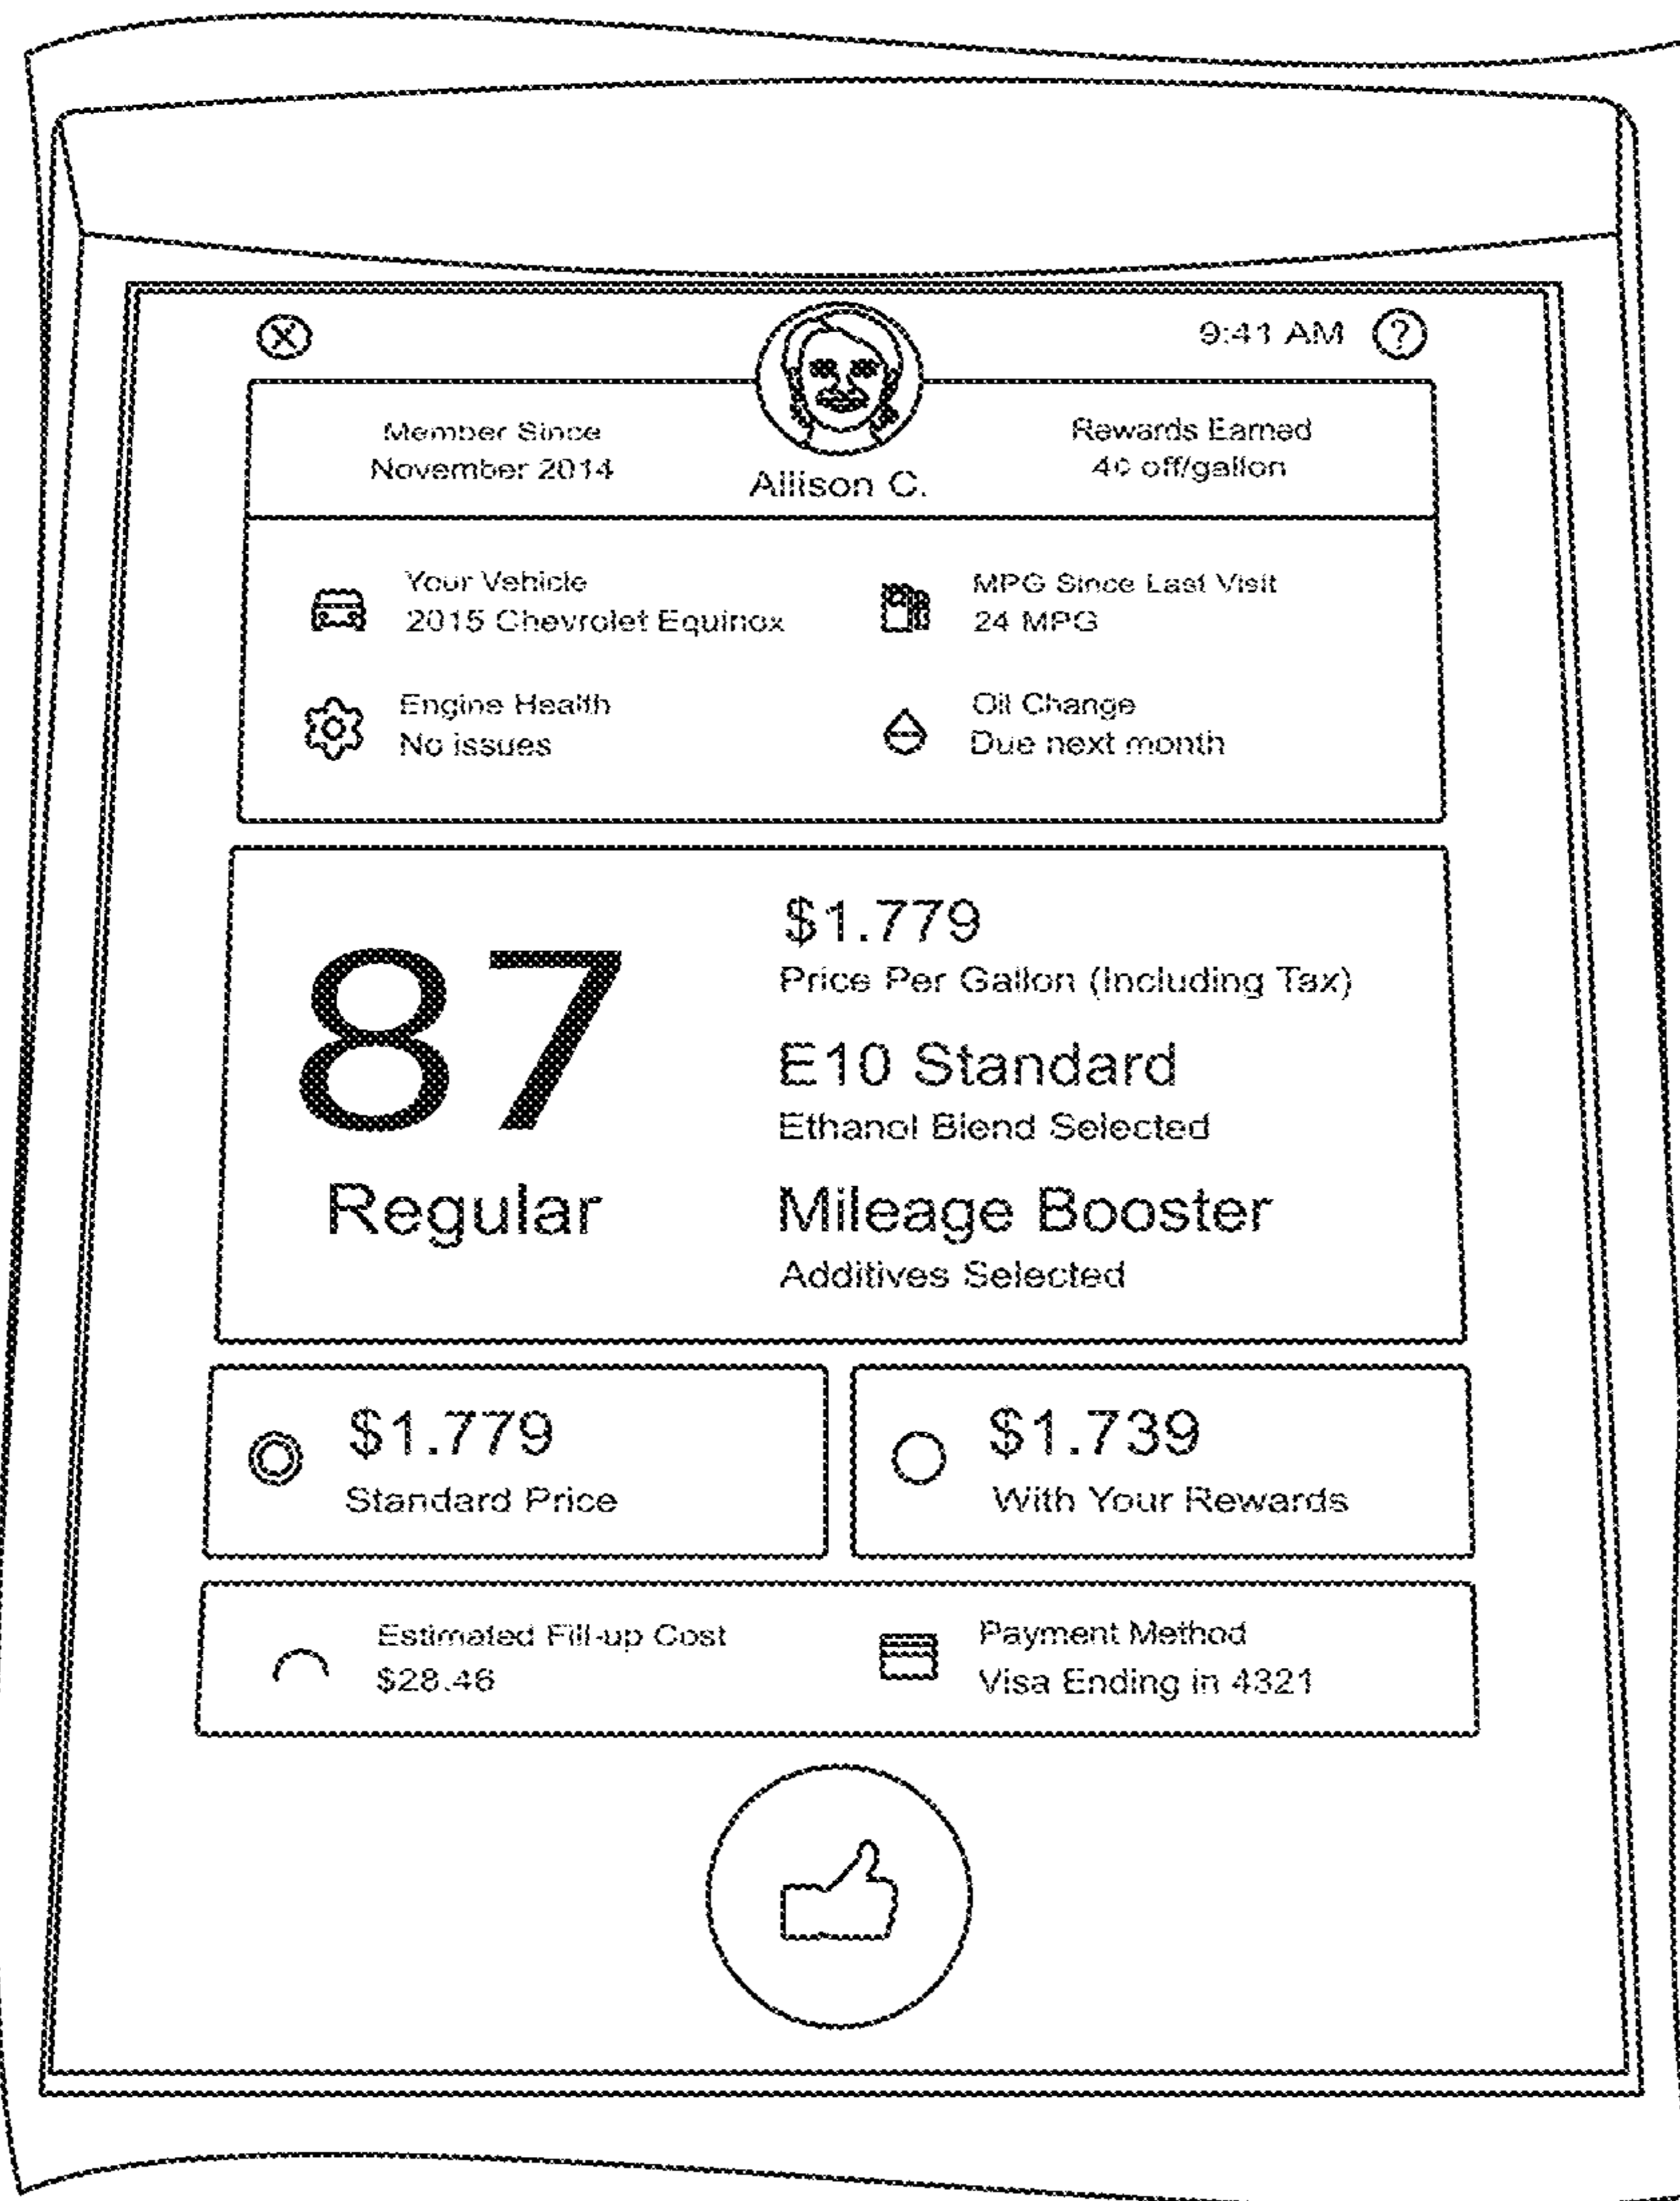 9:41 AM ?
Member Since
November 2014
Allison C.
Rewards Earned
4¢ off/gallon
Your Vehicle
2015 Chevrolet Equinox
MPG Since Last Visit
24 MPG
Engine Health
No issues
Oil Change
Due next month
87
Regular
$1.779
Price Per Gallon (Including Tax)
E10 Standard
Ethanol Blend Selected
Mileage Booster
Additives Selected
$1.779
Standard Price
$1.739
With Your Rewards
Estimated Fill-up Cost
$28.46
Payment Method
Visa Ending in 4321